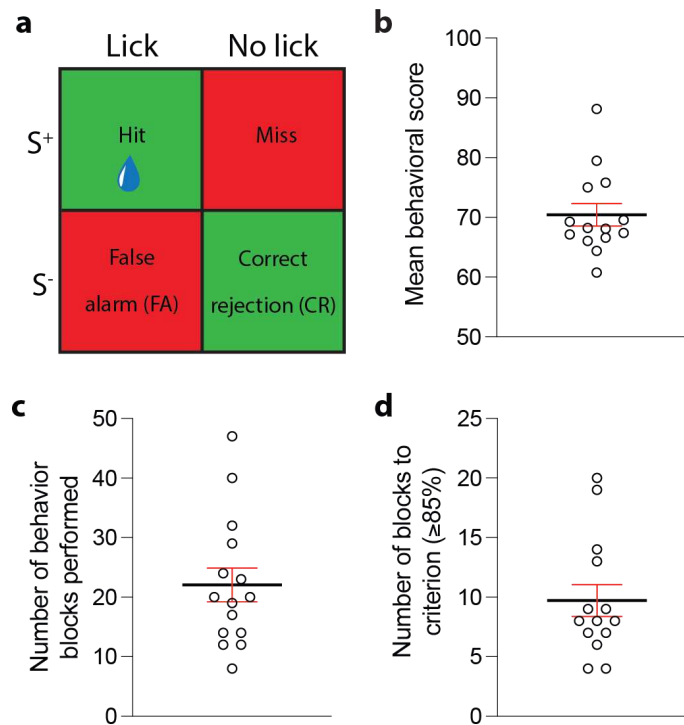 a
Lick
No lick
S+
Hit
Miss
S-
False
alarm (FA)
Correct
rejection (CR)
b
Mean behavioral score
100
90
80
70
60
50
c
Number of behavior
blocks performed
50
40
30
20
10
0
d
Number of blocks to
criterion (≥85%)
25
20
15
10
5
0